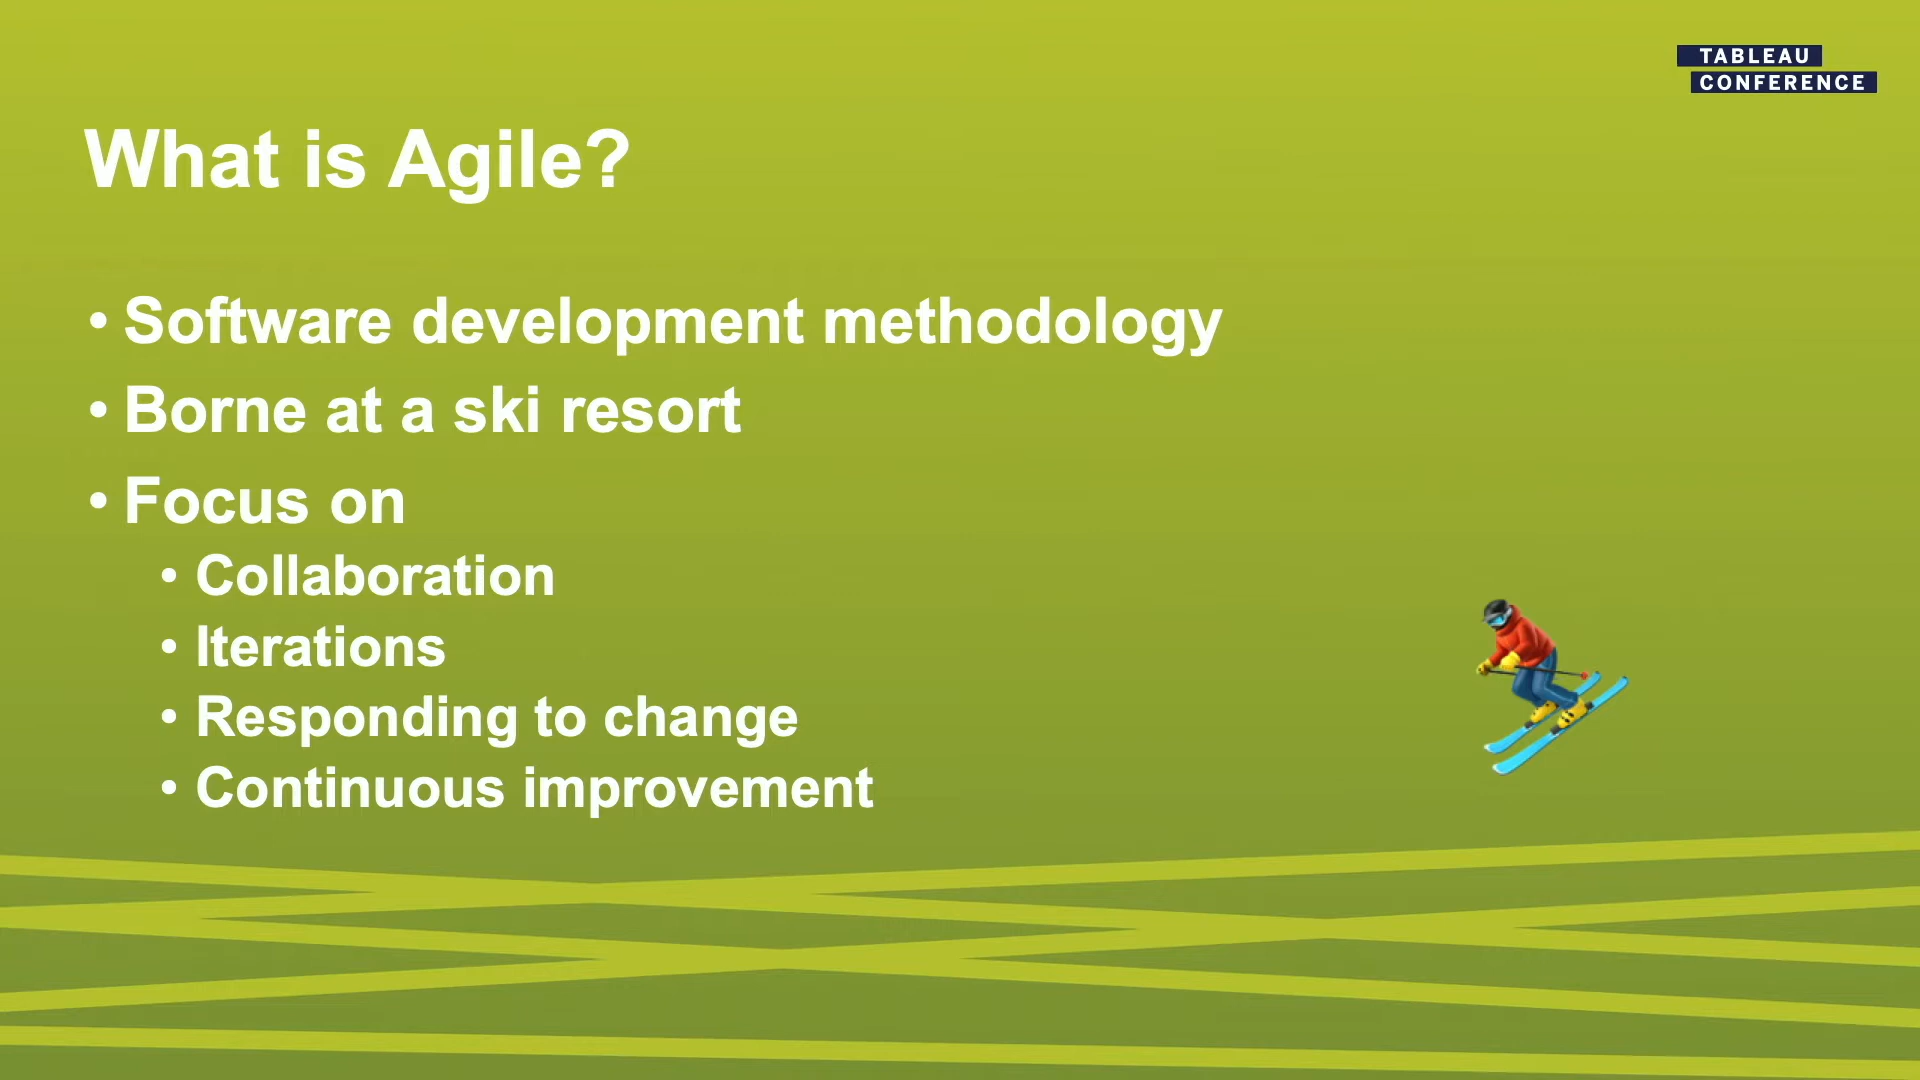 TABLEAU
CONFERENCE
What is Agile?
• Software development methodology
• Borne at a ski resort
• Focus on
• Collaboration
• Iterations
• Responding to change
• Continuous improvement